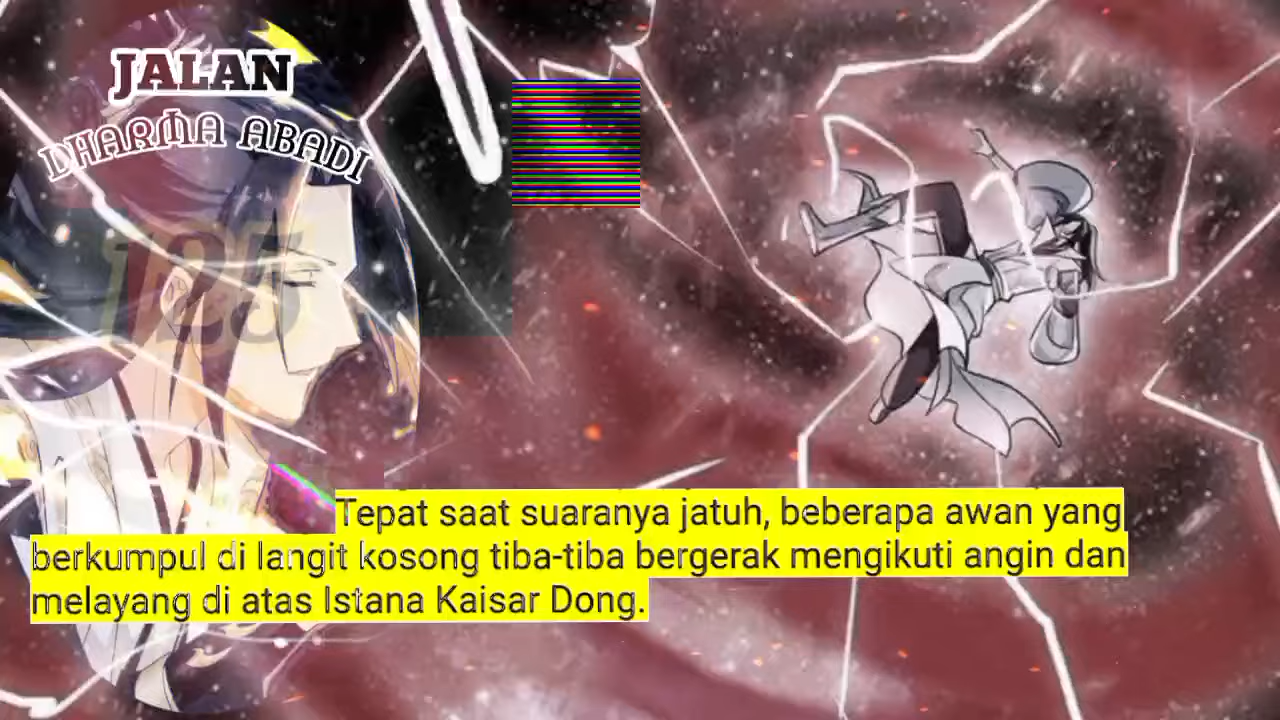 JALAN
DHARMA ABADI
125
Tepat saat suaranya jatuh, beberapa awan yang
berkumpul di langit kosong tiba-tiba bergerak mengikuti angin dan
melayang di atas Istana Kaisar Dong.